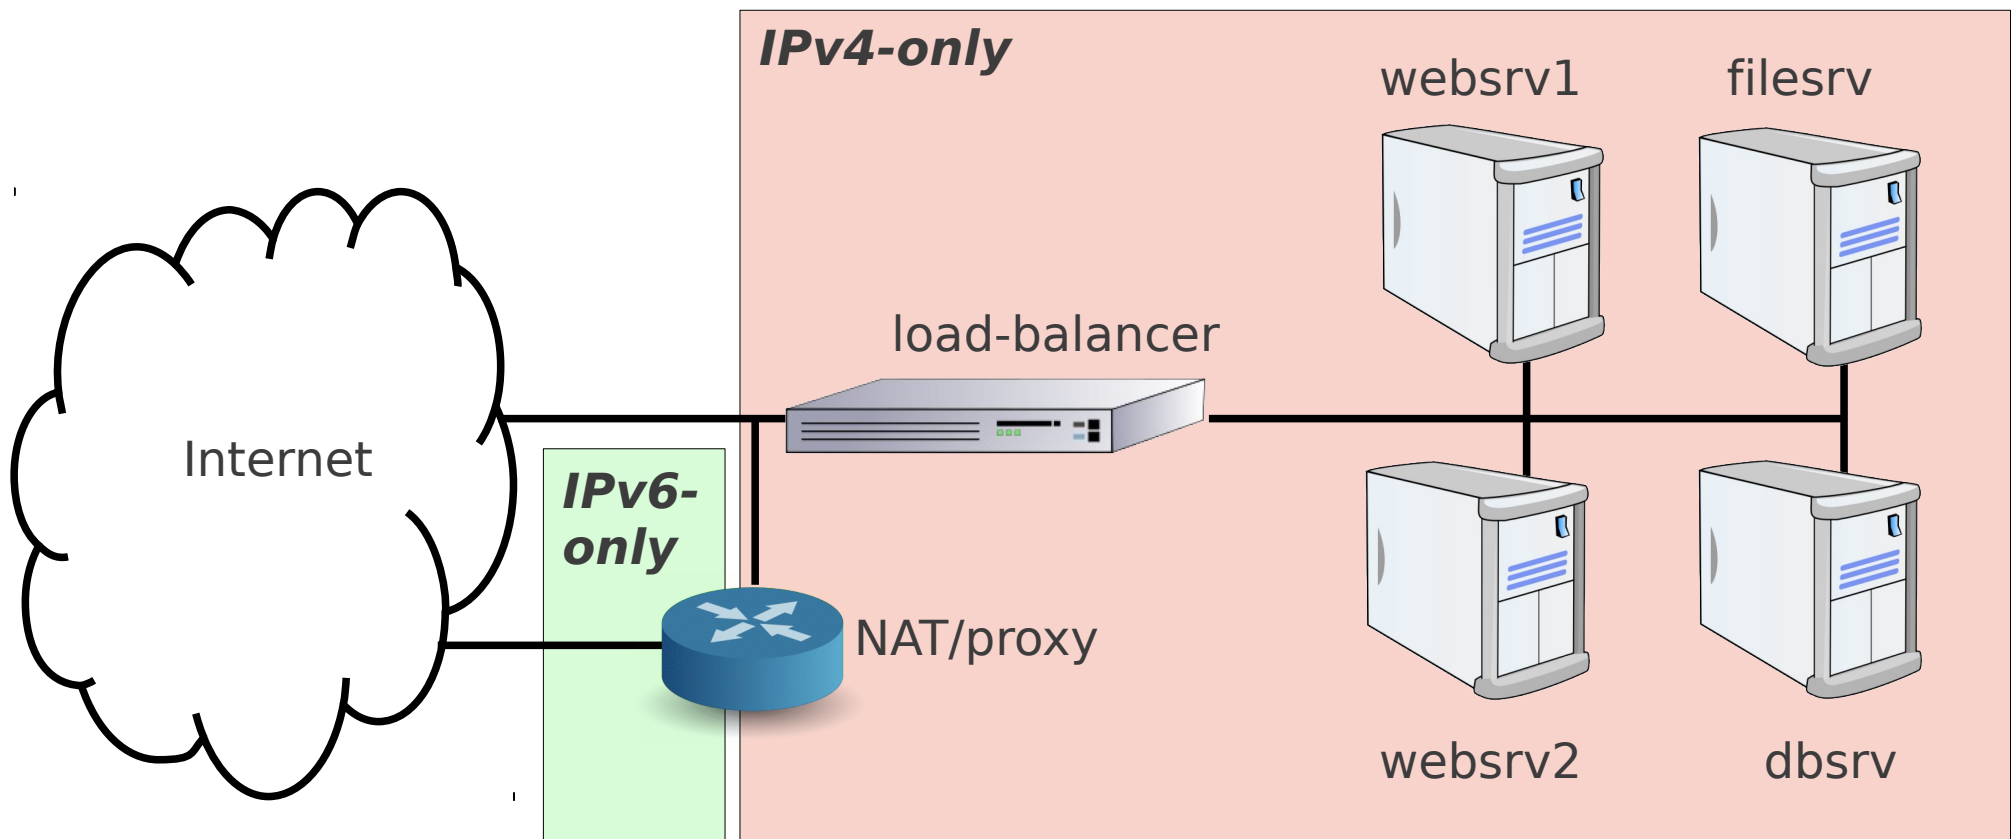 IPv4-only
websrv1
filesrv
load-balancer
Internet
IPv6-
only
NAT/proxy
websrv2
dbsrv